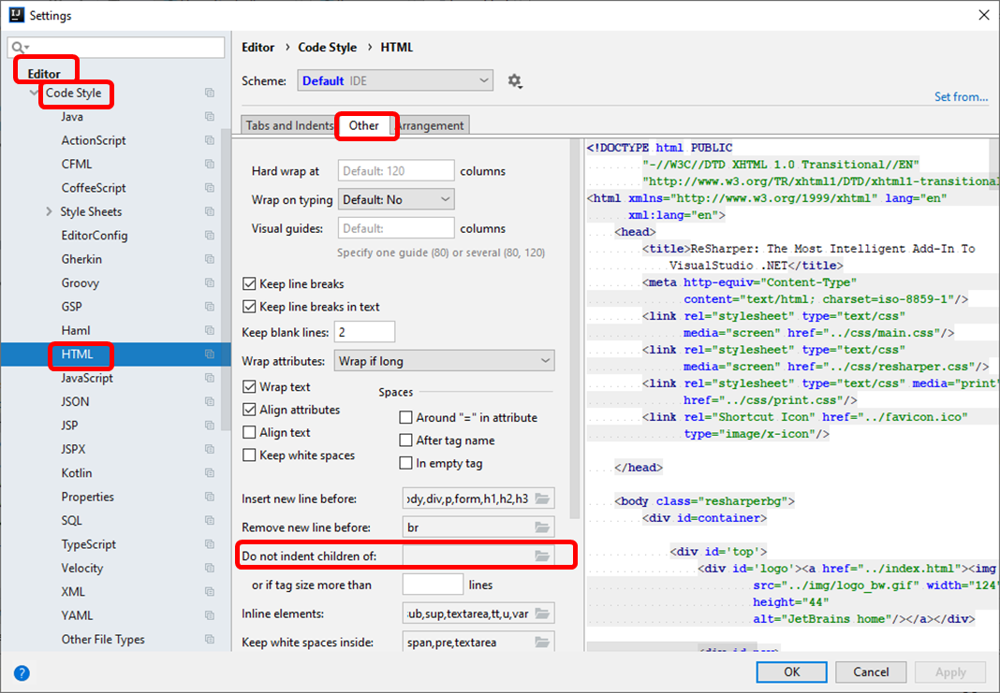 Settings
Editor
Code Style
Java
ActionScript
CFML
CoffeeScript
Style Sheets
EditorConfig
Gherkin
Groovy
GSP
Haml
HTML
JavaScript
JSON
JSP
JSPX
Kotlin
Properties
SQL
TypeScript
Velocity
XML
YAML
Other File Types
Editor › Code Style › HTML
Scheme: Default IDE
Set from...
Tabs and Indents Other Arrangement
Hard wrap at Default: 120 columns
Wrap on typing Default: No
Visual guides: Default: columns
Specify one guide (80) or several (80, 120)
Keep line breaks
Keep line breaks in text
Keep blank lines: 2
Wrap attributes: Wrap if long
Wrap text
Align attributes
Align text
Keep white spaces
Spaces
Around "=" in attribute
After tag name
In empty tag
Insert new line before: ody,div,p,form,h1,h2,h3
Remove new line before: br
Do not indent children of:
or if tag size more than lines
Inline elements: sub,sup,textarea,tt,u,var
Keep white spaces inside: span,pre,textarea
<!DOCTYPE html PUBLIC
"-//W3C//DTD XHTML 1.0 Transitional//EN"
"http://www.w3.org/TR/xhtml1/DTD/xhtml1-transitional
<html xmlns="http://www.w3.org/1999/xhtml" lang="en"
xml:lang="en">
<head>
<title>ReSharper: The Most Intelligent Add-In To
VisualStudio .NET</title>
<meta http-equiv="Content-Type"
content="text/html; charset=iso-8859-1"/>
<link rel="stylesheet" type="text/css"
media="screen" href="../css/main.css"/>
<link rel="stylesheet" type="text/css"
media="screen" href="../css/resharper.css"/>
<link rel="stylesheet" type="text/css" media="print"
href="../css/print.css"/>
<link rel="Shortcut Icon" href="../favicon.ico"
type="image/x-icon"/>
</head>
<body class="resharperbg">
<div id=container>
<div id='top'>
<div id='logo'><a href="../index.html"><img
src="../img/logo_bw.gif" width="124"
height="44"
alt="JetBrains home"/></a></div>
<div id=nav>
?
OK Cancel Apply